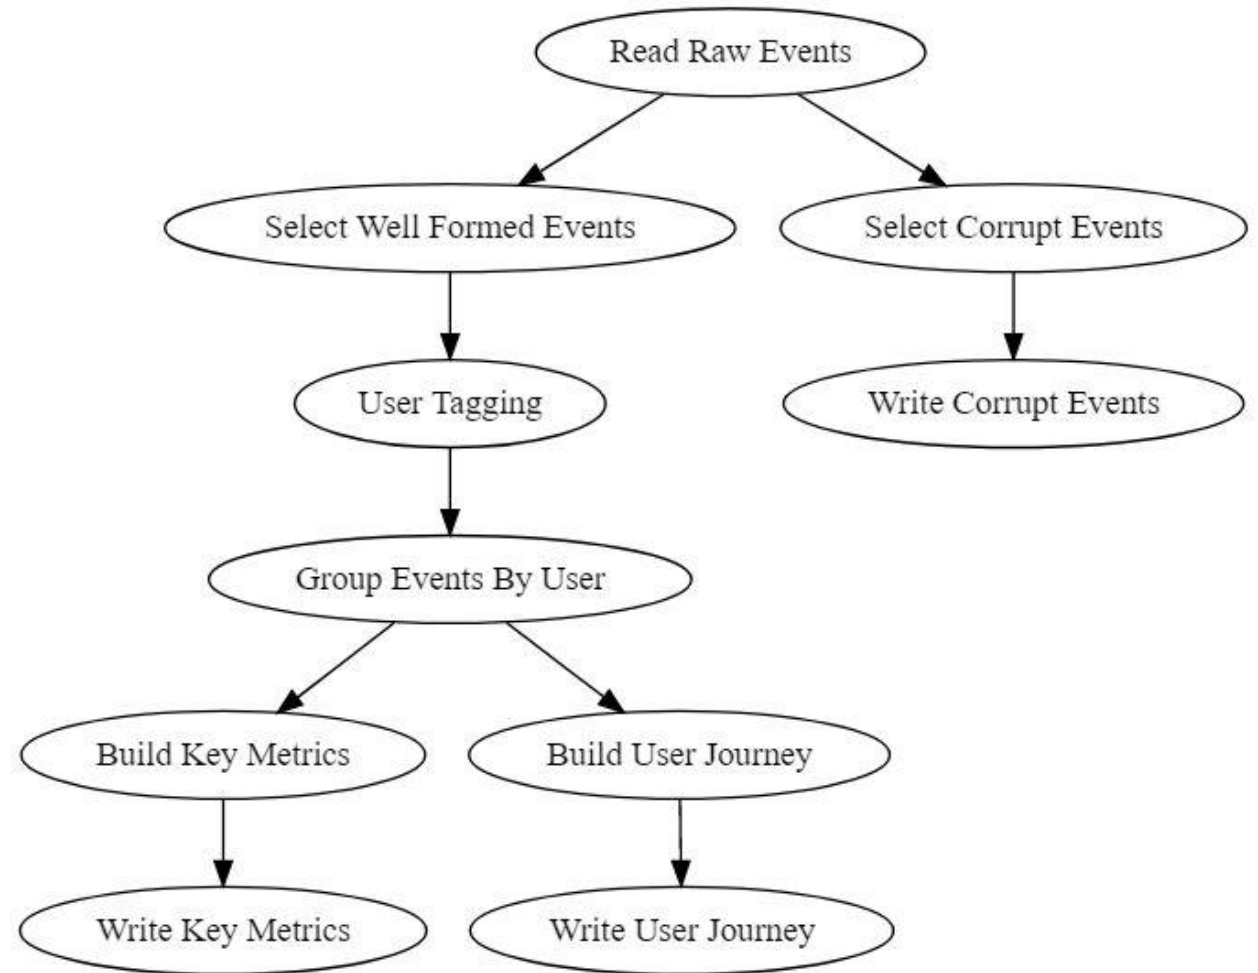 Read Raw Events
Select Well Formed Events
Select Corrupt Events
User Tagging
Write Corrupt Events
Group Events By User
Build Key Metrics
Build User Journey
Write Key Metrics
Write User Journey